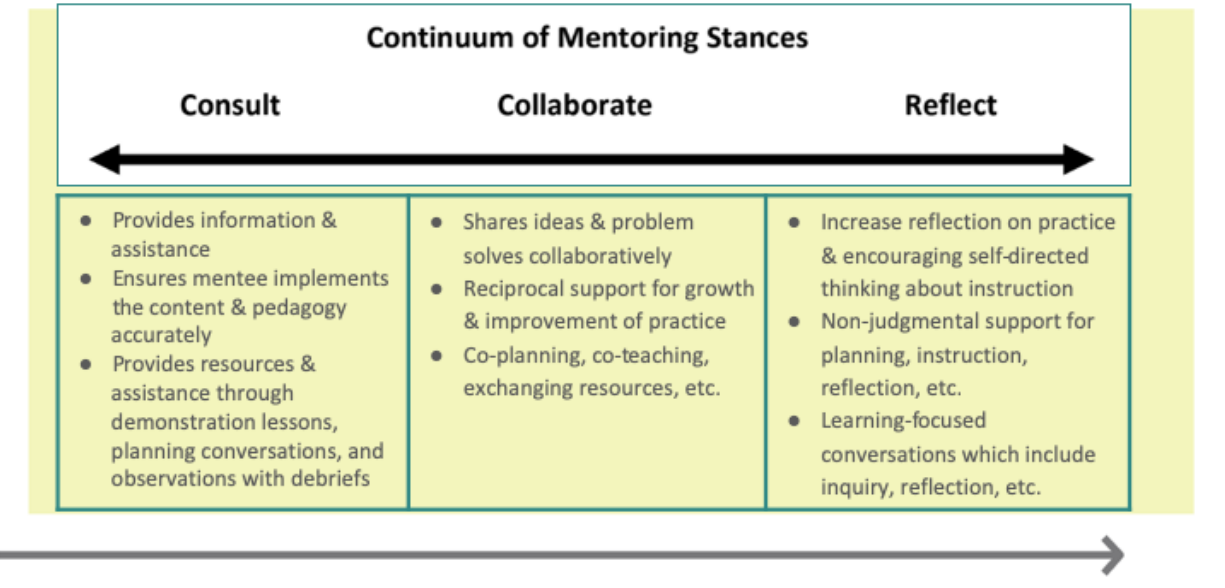 Continuum of Mentoring Stances
Consult
Collaborate
Reflect
● Provides information &
assistance
● Ensures mentee implements
the content & pedagogy
accurately
● Provides resources &
assistance through
demonstration lessons,
planning conversations, and
observations with debriefs
● Shares ideas & problem
solves collaboratively
● Reciprocal support for growth
& improvement of practice
● Co-planning, co-teaching,
exchanging resources, etc.
● Increase reflection on practice
& encouraging self-directed
thinking about instruction
● Non-judgmental support for
planning, instruction,
reflection, etc.
● Learning-focused
conversations which include
inquiry, reflection, etc.